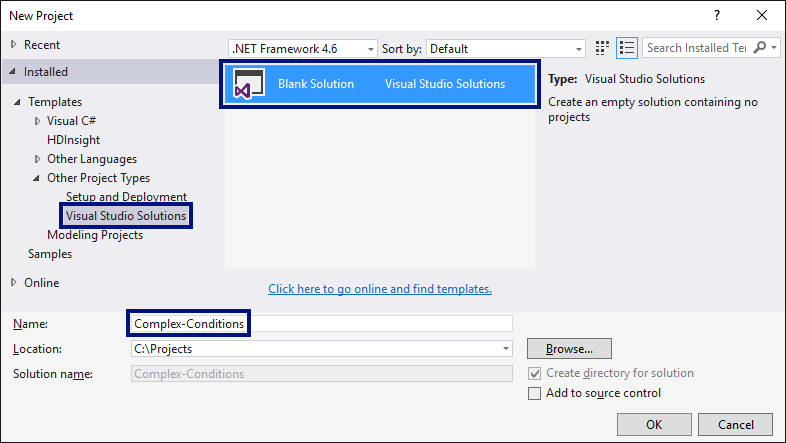 New Project
Recent
.NET Framework 4.6 Sort by: Default Search Installed Te
Installed
Blank Solution Visual Studio Solutions
Type: Visual Studio Solutions
Create an empty solution containing no
projects
Templates
Visual C#
HDInsight
Other Languages
Other Project Types
Setup and Deployment
Visual Studio Solutions
Modeling Projects
Samples
Online
Click here to go online and find templates.
Name: Complex-Conditions
Location: C:\Projects Browse...
Solution name: Complex-Conditions Create directory for solution
Add to source control
OK Cancel